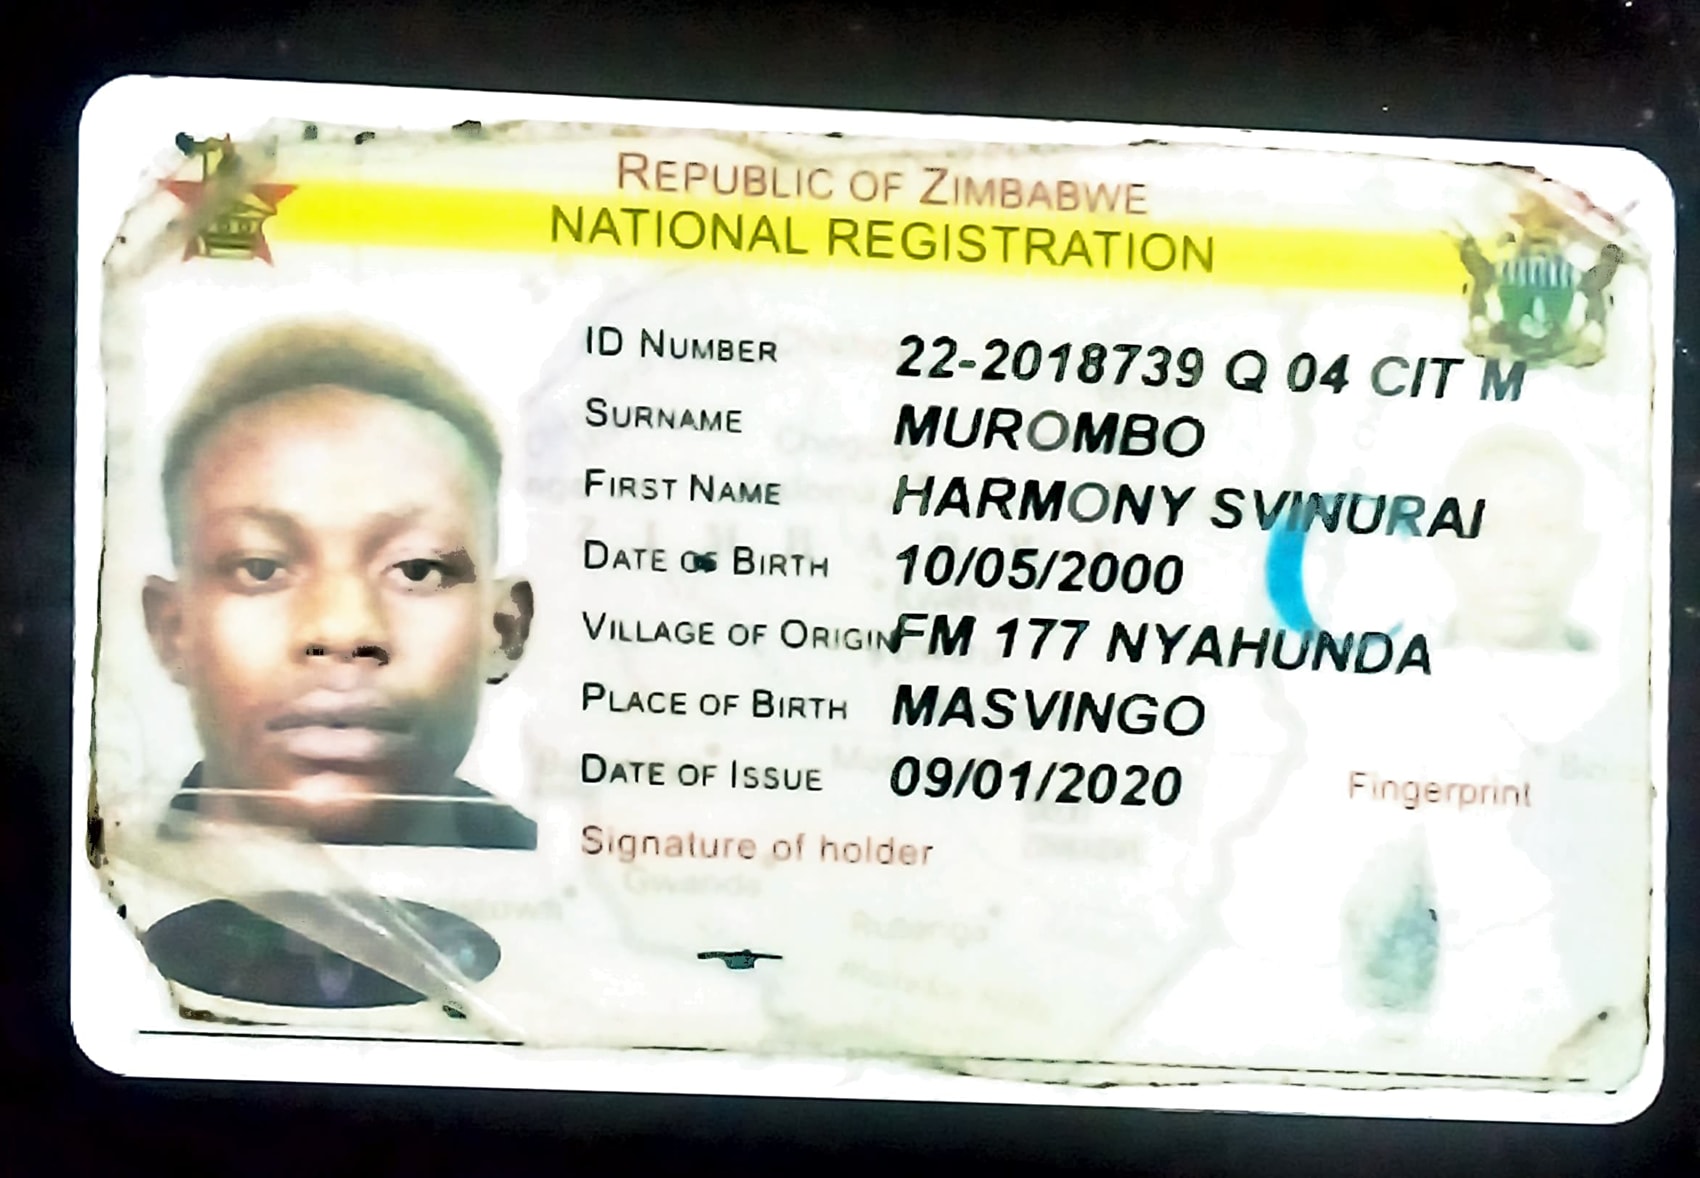 REPUBLIC OF ZIMBABWE
NATIONAL REGISTRATION
ID NUMBER 22-2018739 Q 04 CIT M
SURNAME MUROMBO
FIRST NAME HARMONY SVINURAI
DATE OF BIRTH 10/05/2000
VILLAGE OF ORIGIN FM 177 NYAHUNDA
PLACE OF BIRTH MASVINGO
DATE OF ISSUE 09/01/2020
Fingerprint
Signature of holder
Gwanda
Rutenga